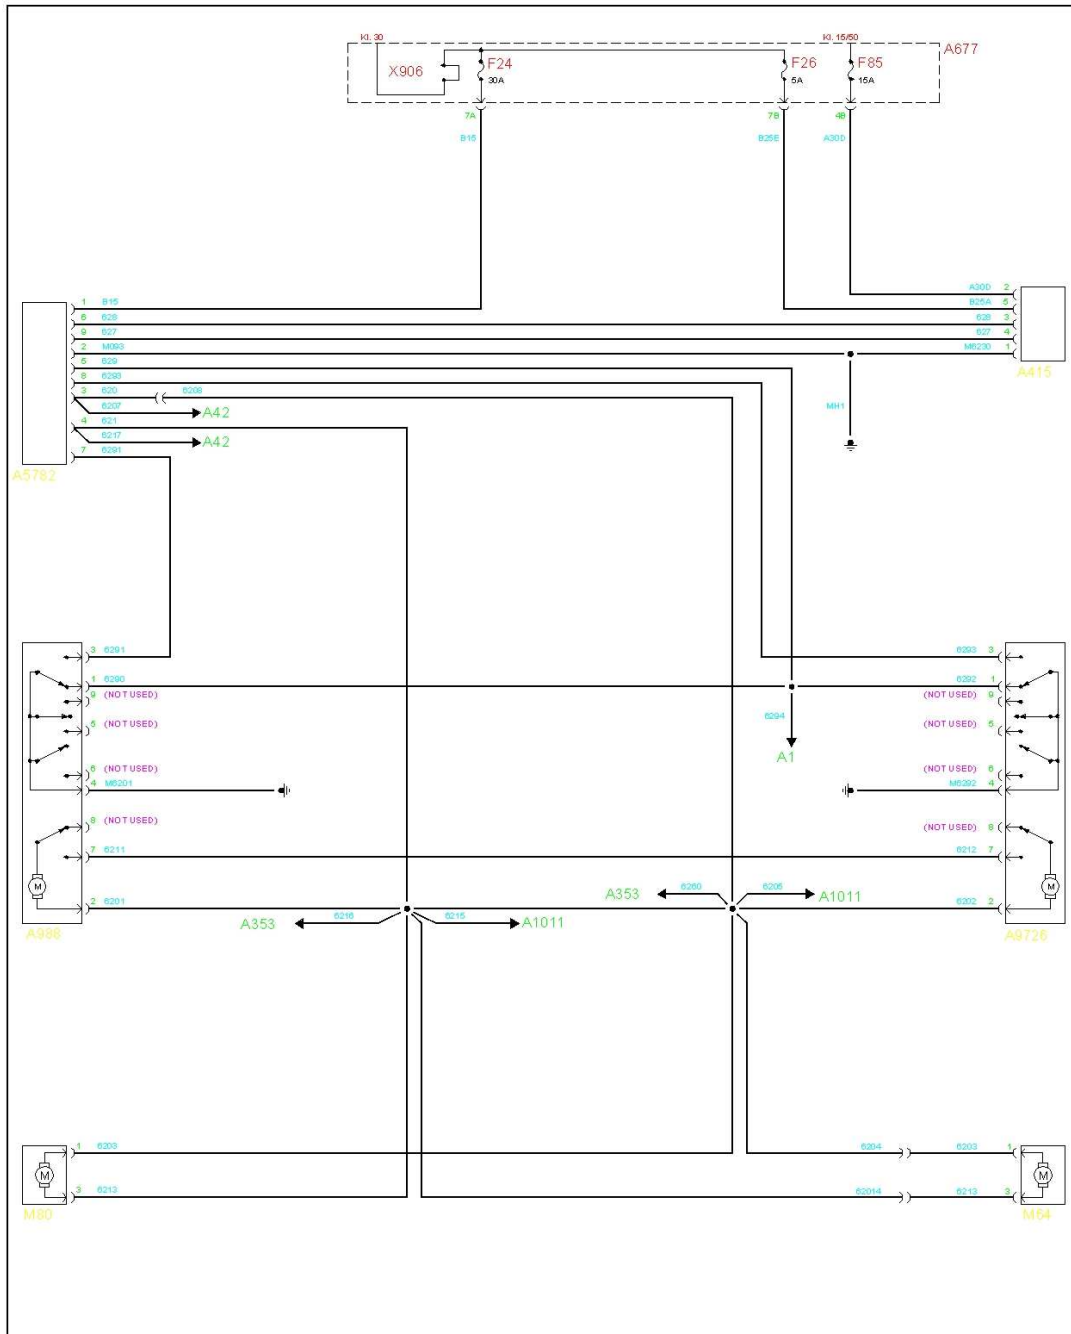 Kl. 30
Kl. 15/50
A677
X906
F24
30A
F26
5A
F85
15A
7A
7B
4B
B15
B25B
A30D
A30D 2
B25A 5
628 3
627 4
M6230 1
A415
1 B15
6 628
9 627
2 M093
5 629
8 6293
3 620
6208
6207
A42
4 621
6217
A42
7 6291
A5782
MH1
3 6291
1 6290
9 (NOT USED)
5 (NOT USED)
6 (NOT USED)
4 M6201
8 (NOT USED)
7 6211
M
2 6201
A988
6293 3
6292 1
(NOT USED) 9
(NOT USED) 5
(NOT USED) 6
M6292 4
(NOT USED) 8
6212 7
M
6202 2
A9726
6294
A1
A353
6216
6215
A1011
A353
6260
6206
A1011
1 6203
M
3 6213
M80
6204
6203 1
M
62014
6213 3
M64